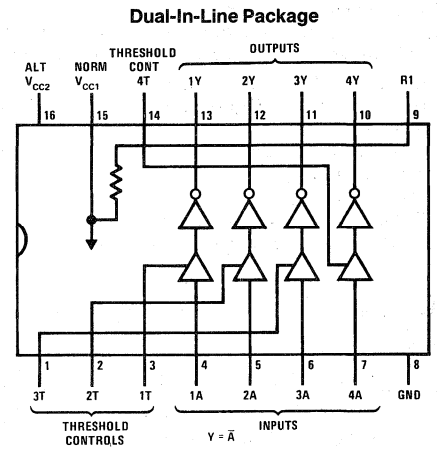 Dual-In-Line Package
OUTPUTS
ALT VCC2
NORM VCC1
THRESHOLD CONT 4T
1Y 2Y 3Y 4Y R1
16 15 14 13 12 11 10 9
1 2 3 4 5 6 7 8
3T 2T 1T 1A 2A 3A 4A GND
THRESHOLD CONTROLS
INPUTS
Y = A̅